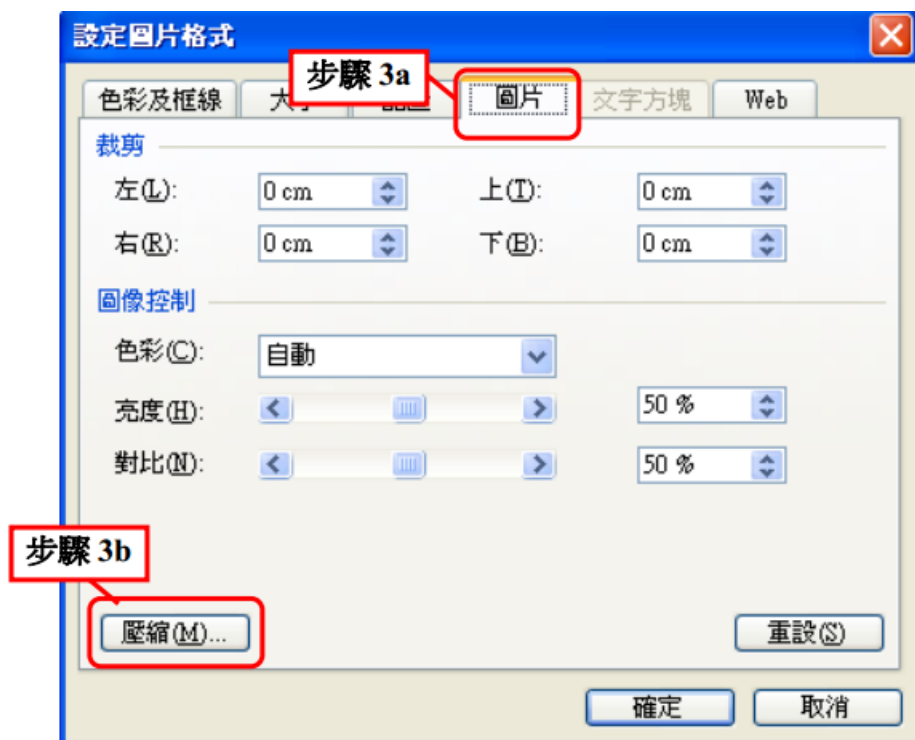 設定圖片格式
步驟 3a
色彩及框線 圖片 文字方塊 Web
裁剪
左(L): 0 cm 上(T): 0 cm
右(R): 0 cm 下(B): 0 cm
圖像控制
色彩(C): 自動
亮度(H): 50 %
對比(N): 50 %
步驟 3b
壓縮(M)... 重設(S)
確定 取消